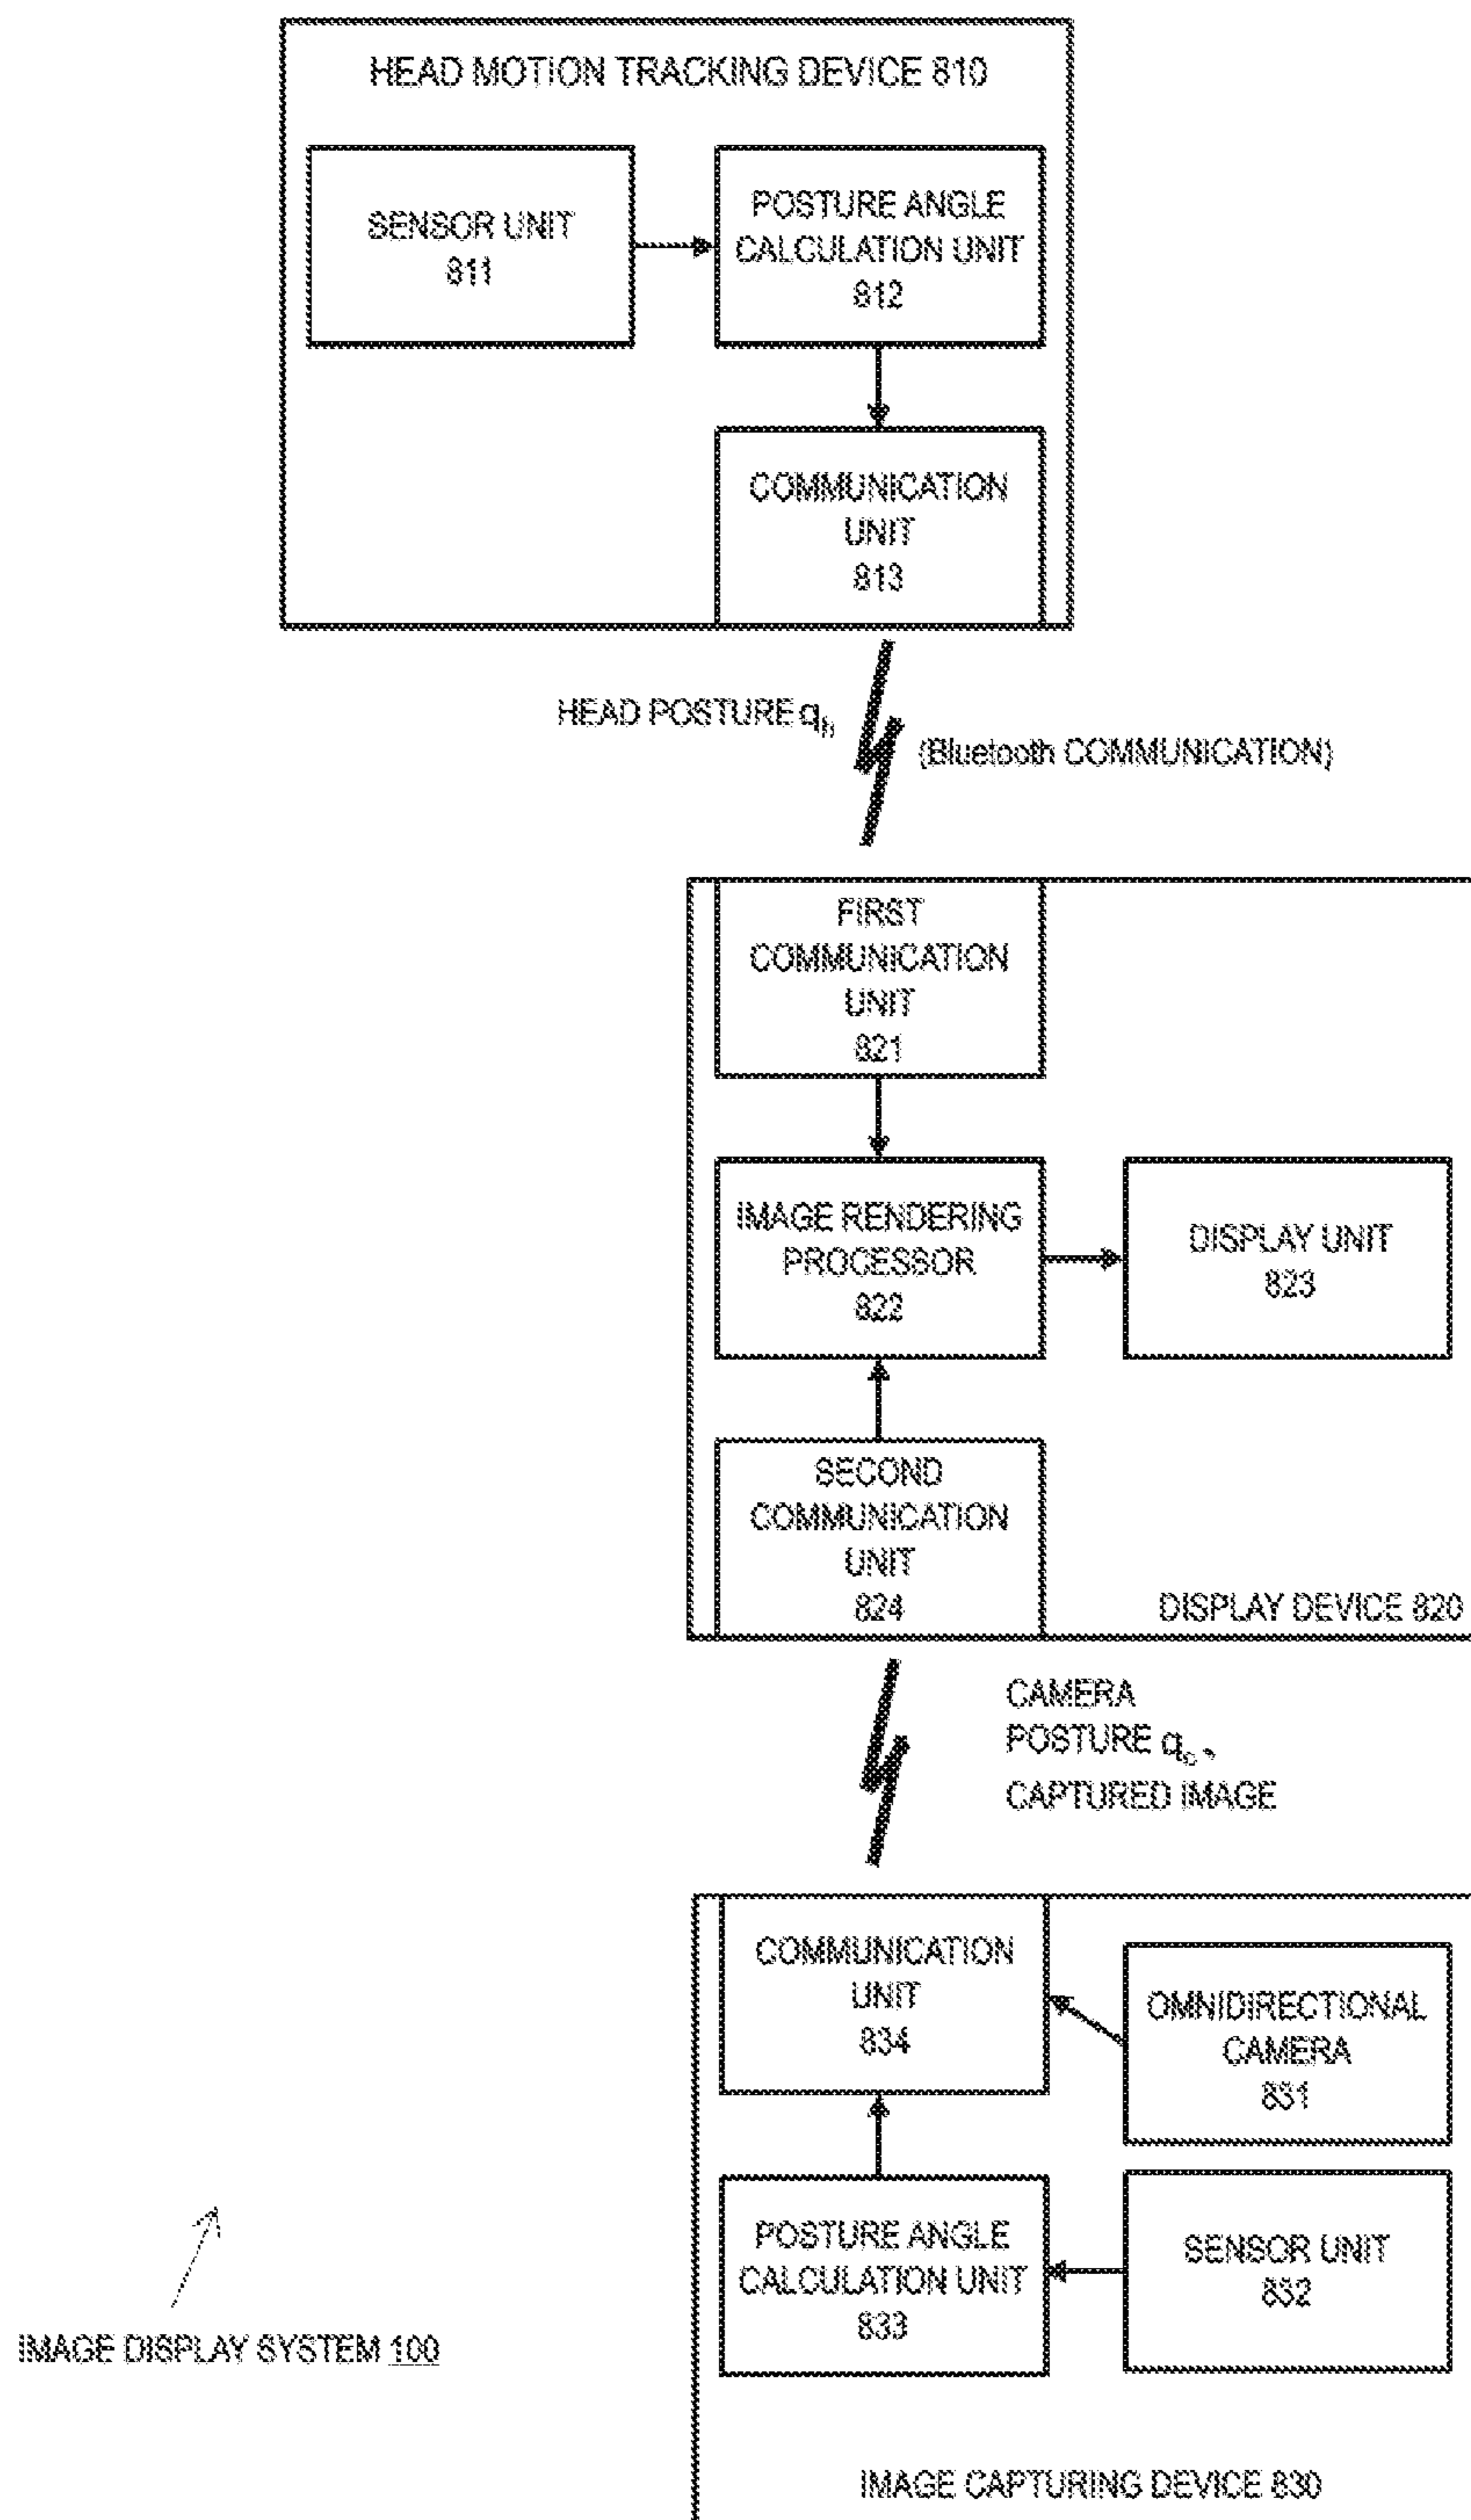 HEAD MOTION TRACKING DEVICE 810
SENSOR UNIT
811
POSTURE ANGLE
CALCULATION UNIT
812
COMMUNICATION
UNIT
813
HEAD POSTURE qh
(Bluetooth COMMUNICATION)
FIRST
COMMUNICATION
UNIT
821
IMAGE RENDERING
PROCESSOR
822
DISPLAY UNIT
823
SECOND
COMMUNICATION
UNIT
824
DISPLAY DEVICE 820
CAMERA
POSTURE qc、
CAPTURED IMAGE
COMMUNICATION
UNIT
834
OMNIDIRECTIONAL
CAMERA
831
POSTURE ANGLE
CALCULATION UNIT
833
SENSOR UNIT
832
IMAGE DISPLAY SYSTEM 100
IMAGE CAPTURING DEVICE 830